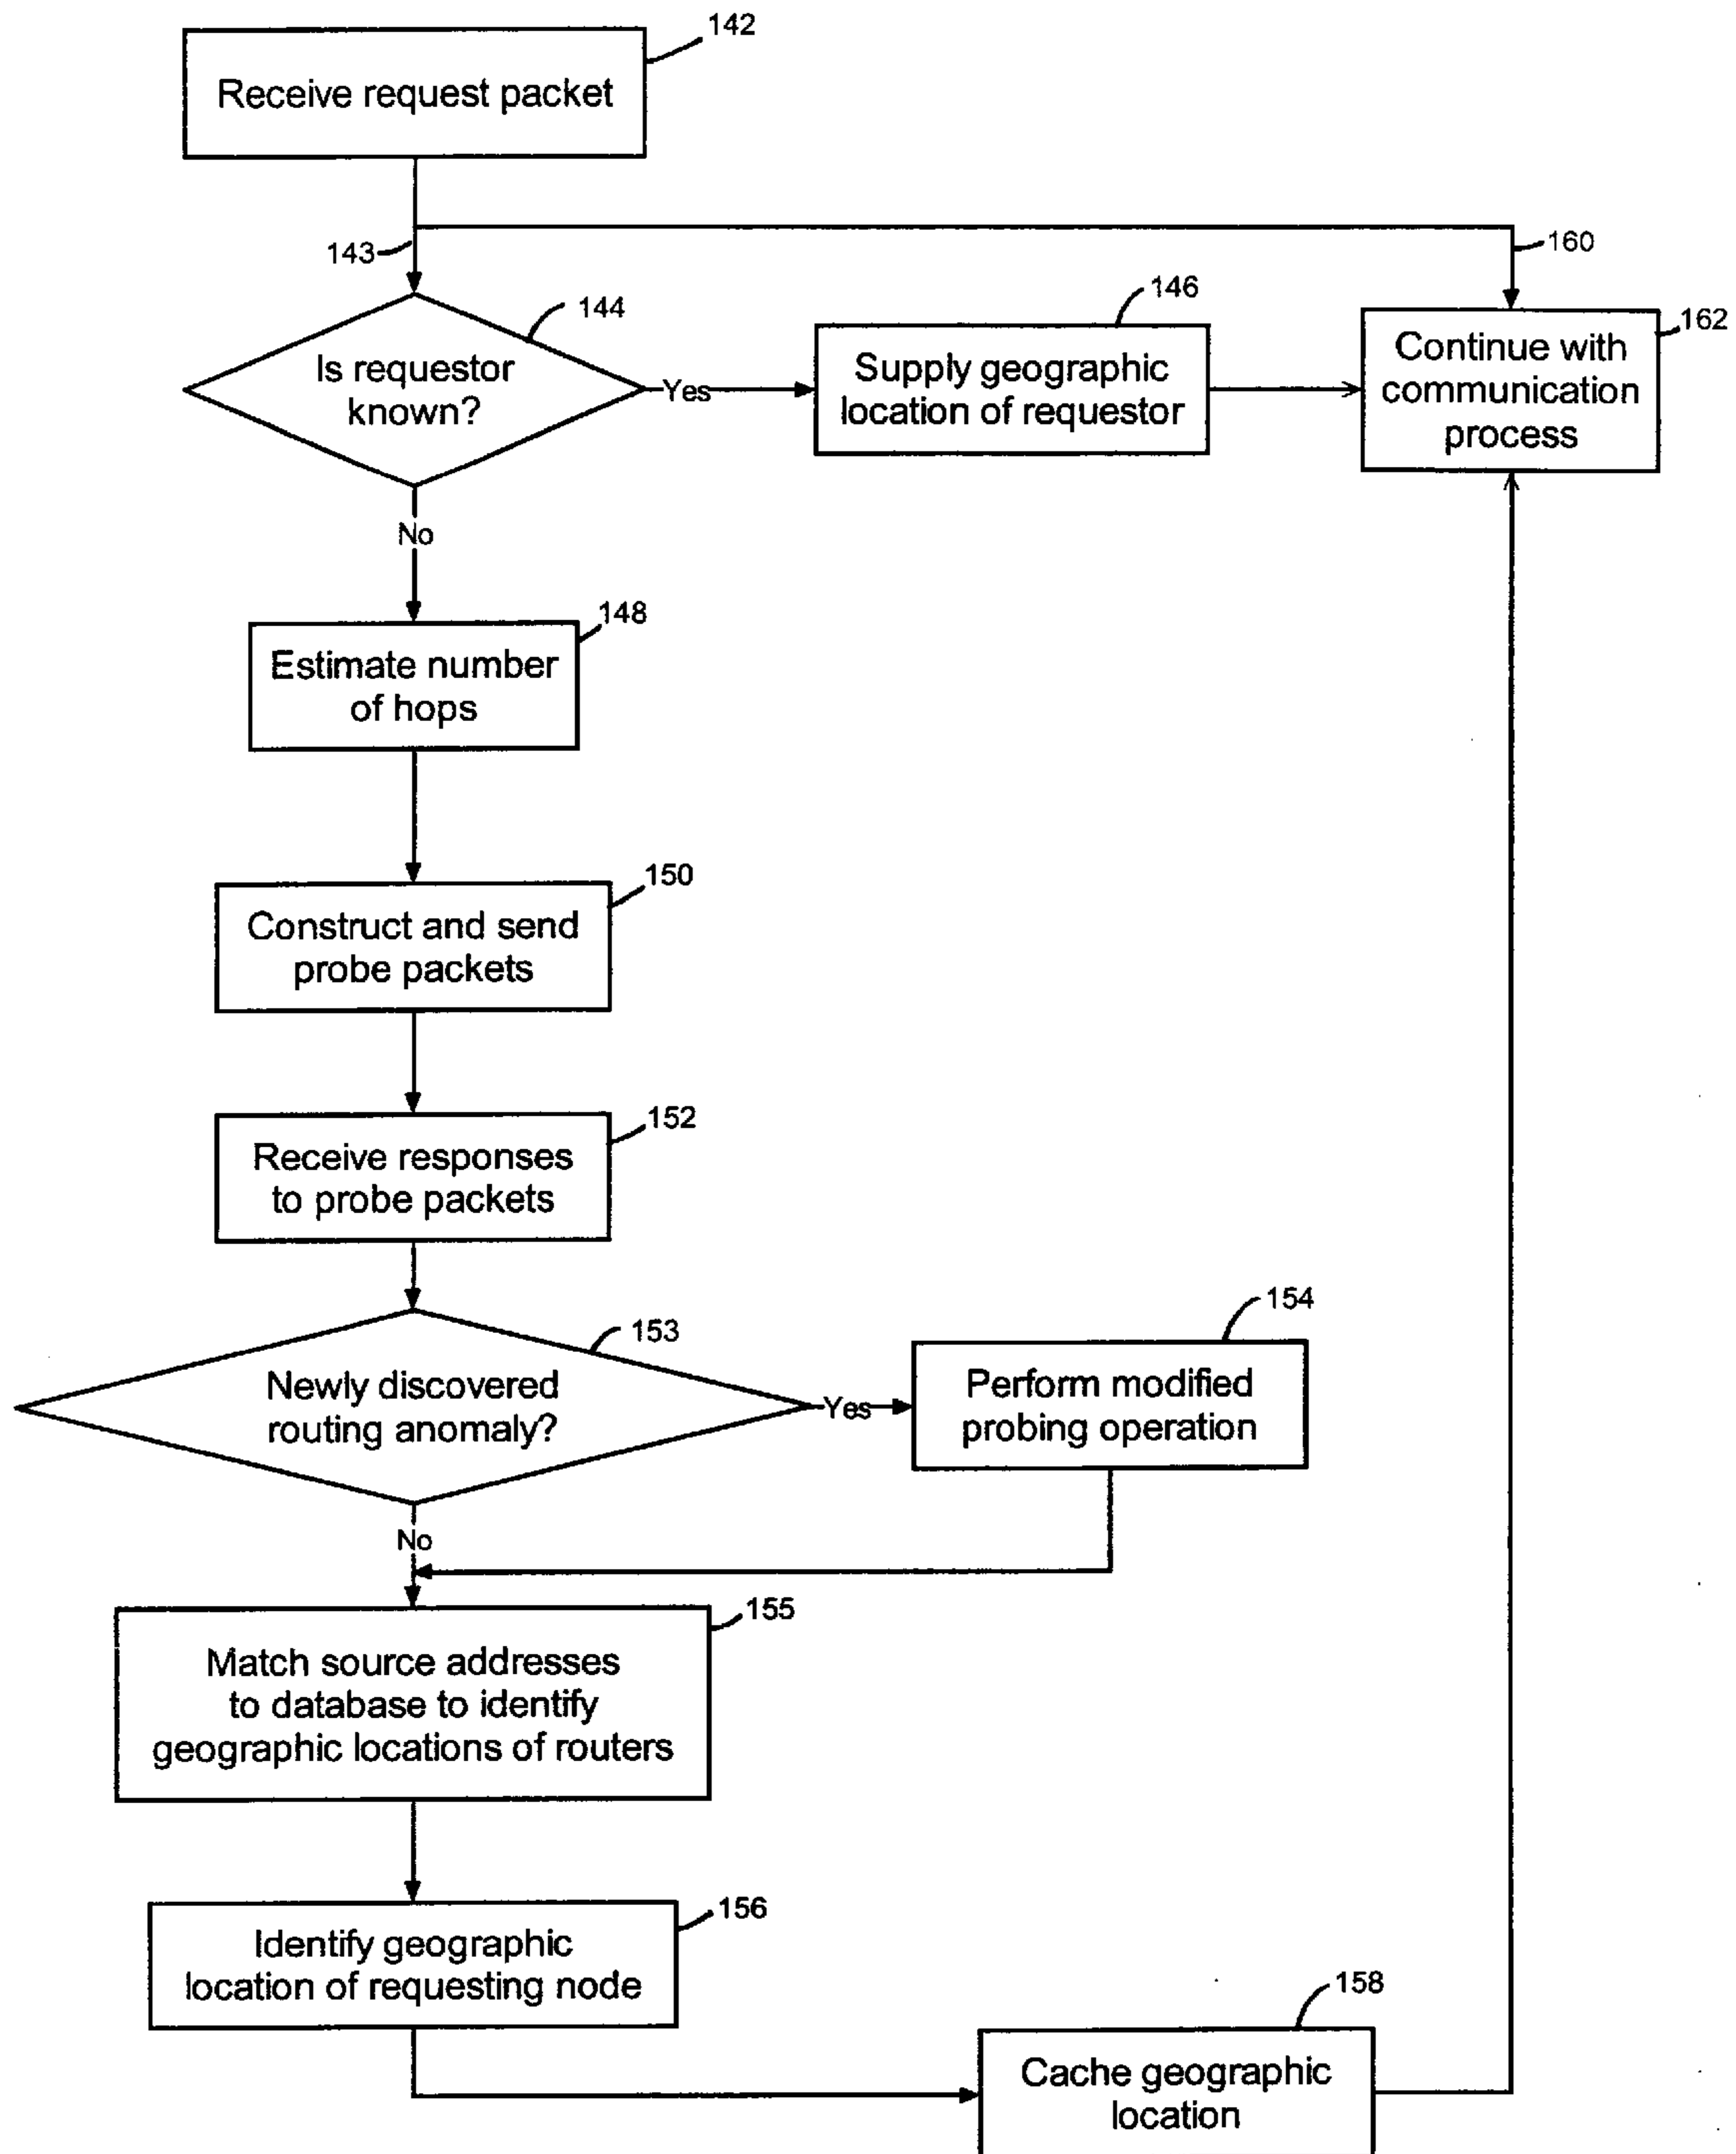 142
Receive request packet
143
160
144
Is requestor
known?
Yes
146
Supply geographic
location of requestor
162
Continue with
communication
process
No
148
Estimate number
of hops
150
Construct and send
probe packets
152
Receive responses
to probe packets
153
Newly discovered
routing anomaly?
Yes
154
Perform modified
probing operation
No
155
Match source addresses
to database to identify
geographic locations of routers
156
Identify geographic
location of requesting node
158
Cache geographic
location